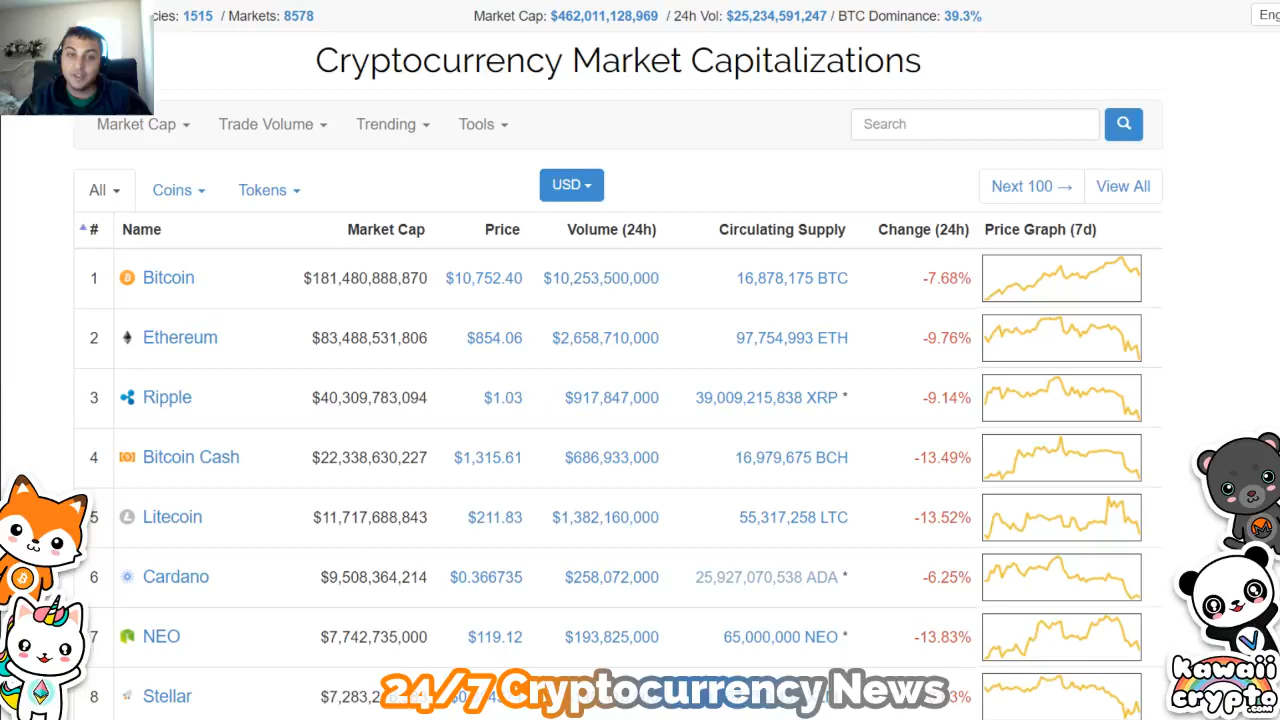 cies: 1515 / Markets: 8578 Market Cap: $462,011,128,969 / 24h Vol: $25,234,591,247 / BTC Dominance: 39.3% Eng
Cryptocurrency Market Capitalizations
Market Cap Trade Volume Trending Tools Search
All Coins Tokens USD Next 100 → View All
# Name Market Cap Price Volume (24h) Circulating Supply Change (24h) Price Graph (7d)
1 Bitcoin $181,480,888,870 $10,752.40 $10,253,500,000 16,878,175 BTC -7.68%
2 Ethereum $83,488,531,806 $854.06 $2,658,710,000 97,754,993 ETH -9.76%
3 Ripple $40,309,783,094 $1.03 $917,847,000 39,009,215,838 XRP * -9.14%
4 Bitcoin Cash $22,338,630,227 $1,315.61 $686,933,000 16,979,675 BCH -13.49%
5 Litecoin $11,717,688,843 $211.83 $1,382,160,000 55,317,258 LTC -13.52%
6 Cardano $9,508,364,214 $0.366735 $258,072,000 25,927,070,538 ADA * -6.25%
7 NEO $7,742,735,000 $119.12 $193,825,000 65,000,000 NEO * -13.83%
8 Stellar
24/7 Cryptocurrency News
kawaii
crypto
.com